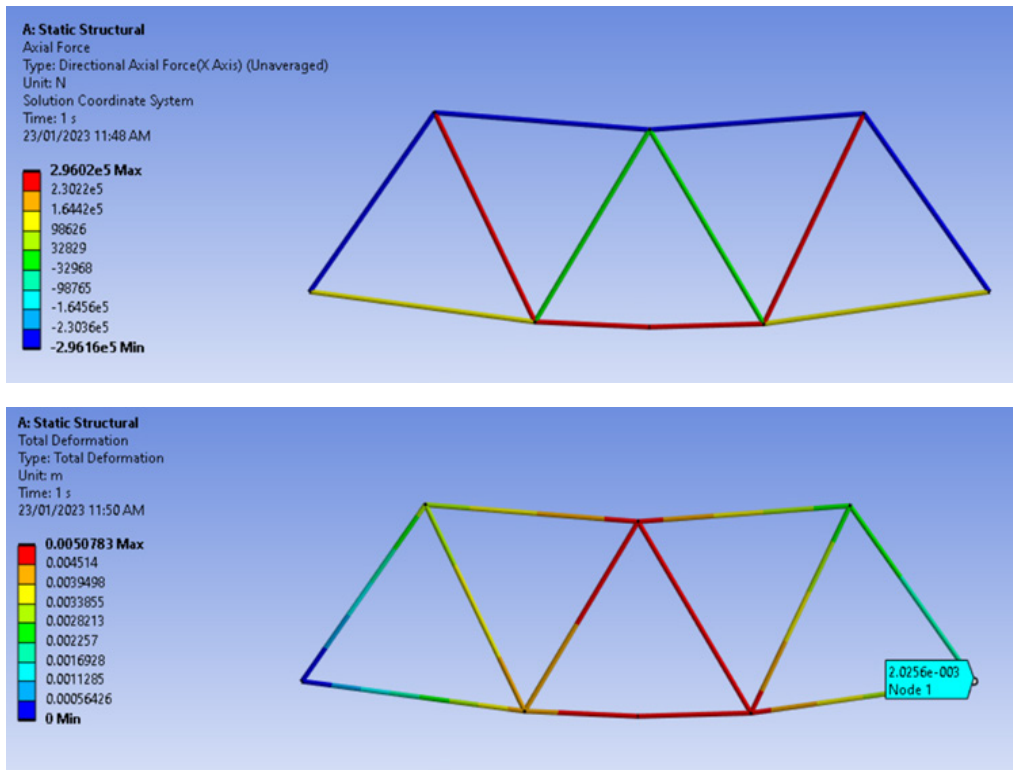 A: Static Structural
Axial Force
Type: Directional Axial Force(X Axis) (Unaveraged)
Unit: N
Solution Coordinate System
Time: 1 s
23/01/2023 11:48 AM
2.9602e5 Max
2.3022e5
1.6442e5
98626
32829
-32968
-98765
-1.6456e5
-2.3036e5
-2.9616e5 Min
A: Static Structural
Total Deformation
Type: Total Deformation
Unit: m
Time: 1 s
23/01/2023 11:50 AM
0.0050783 Max
0.004514
0.0039498
0.0033855
0.0028213
0.002257
0.0016928
0.0011285
0.00056426
0 Min
2.0256e-003
Node 1